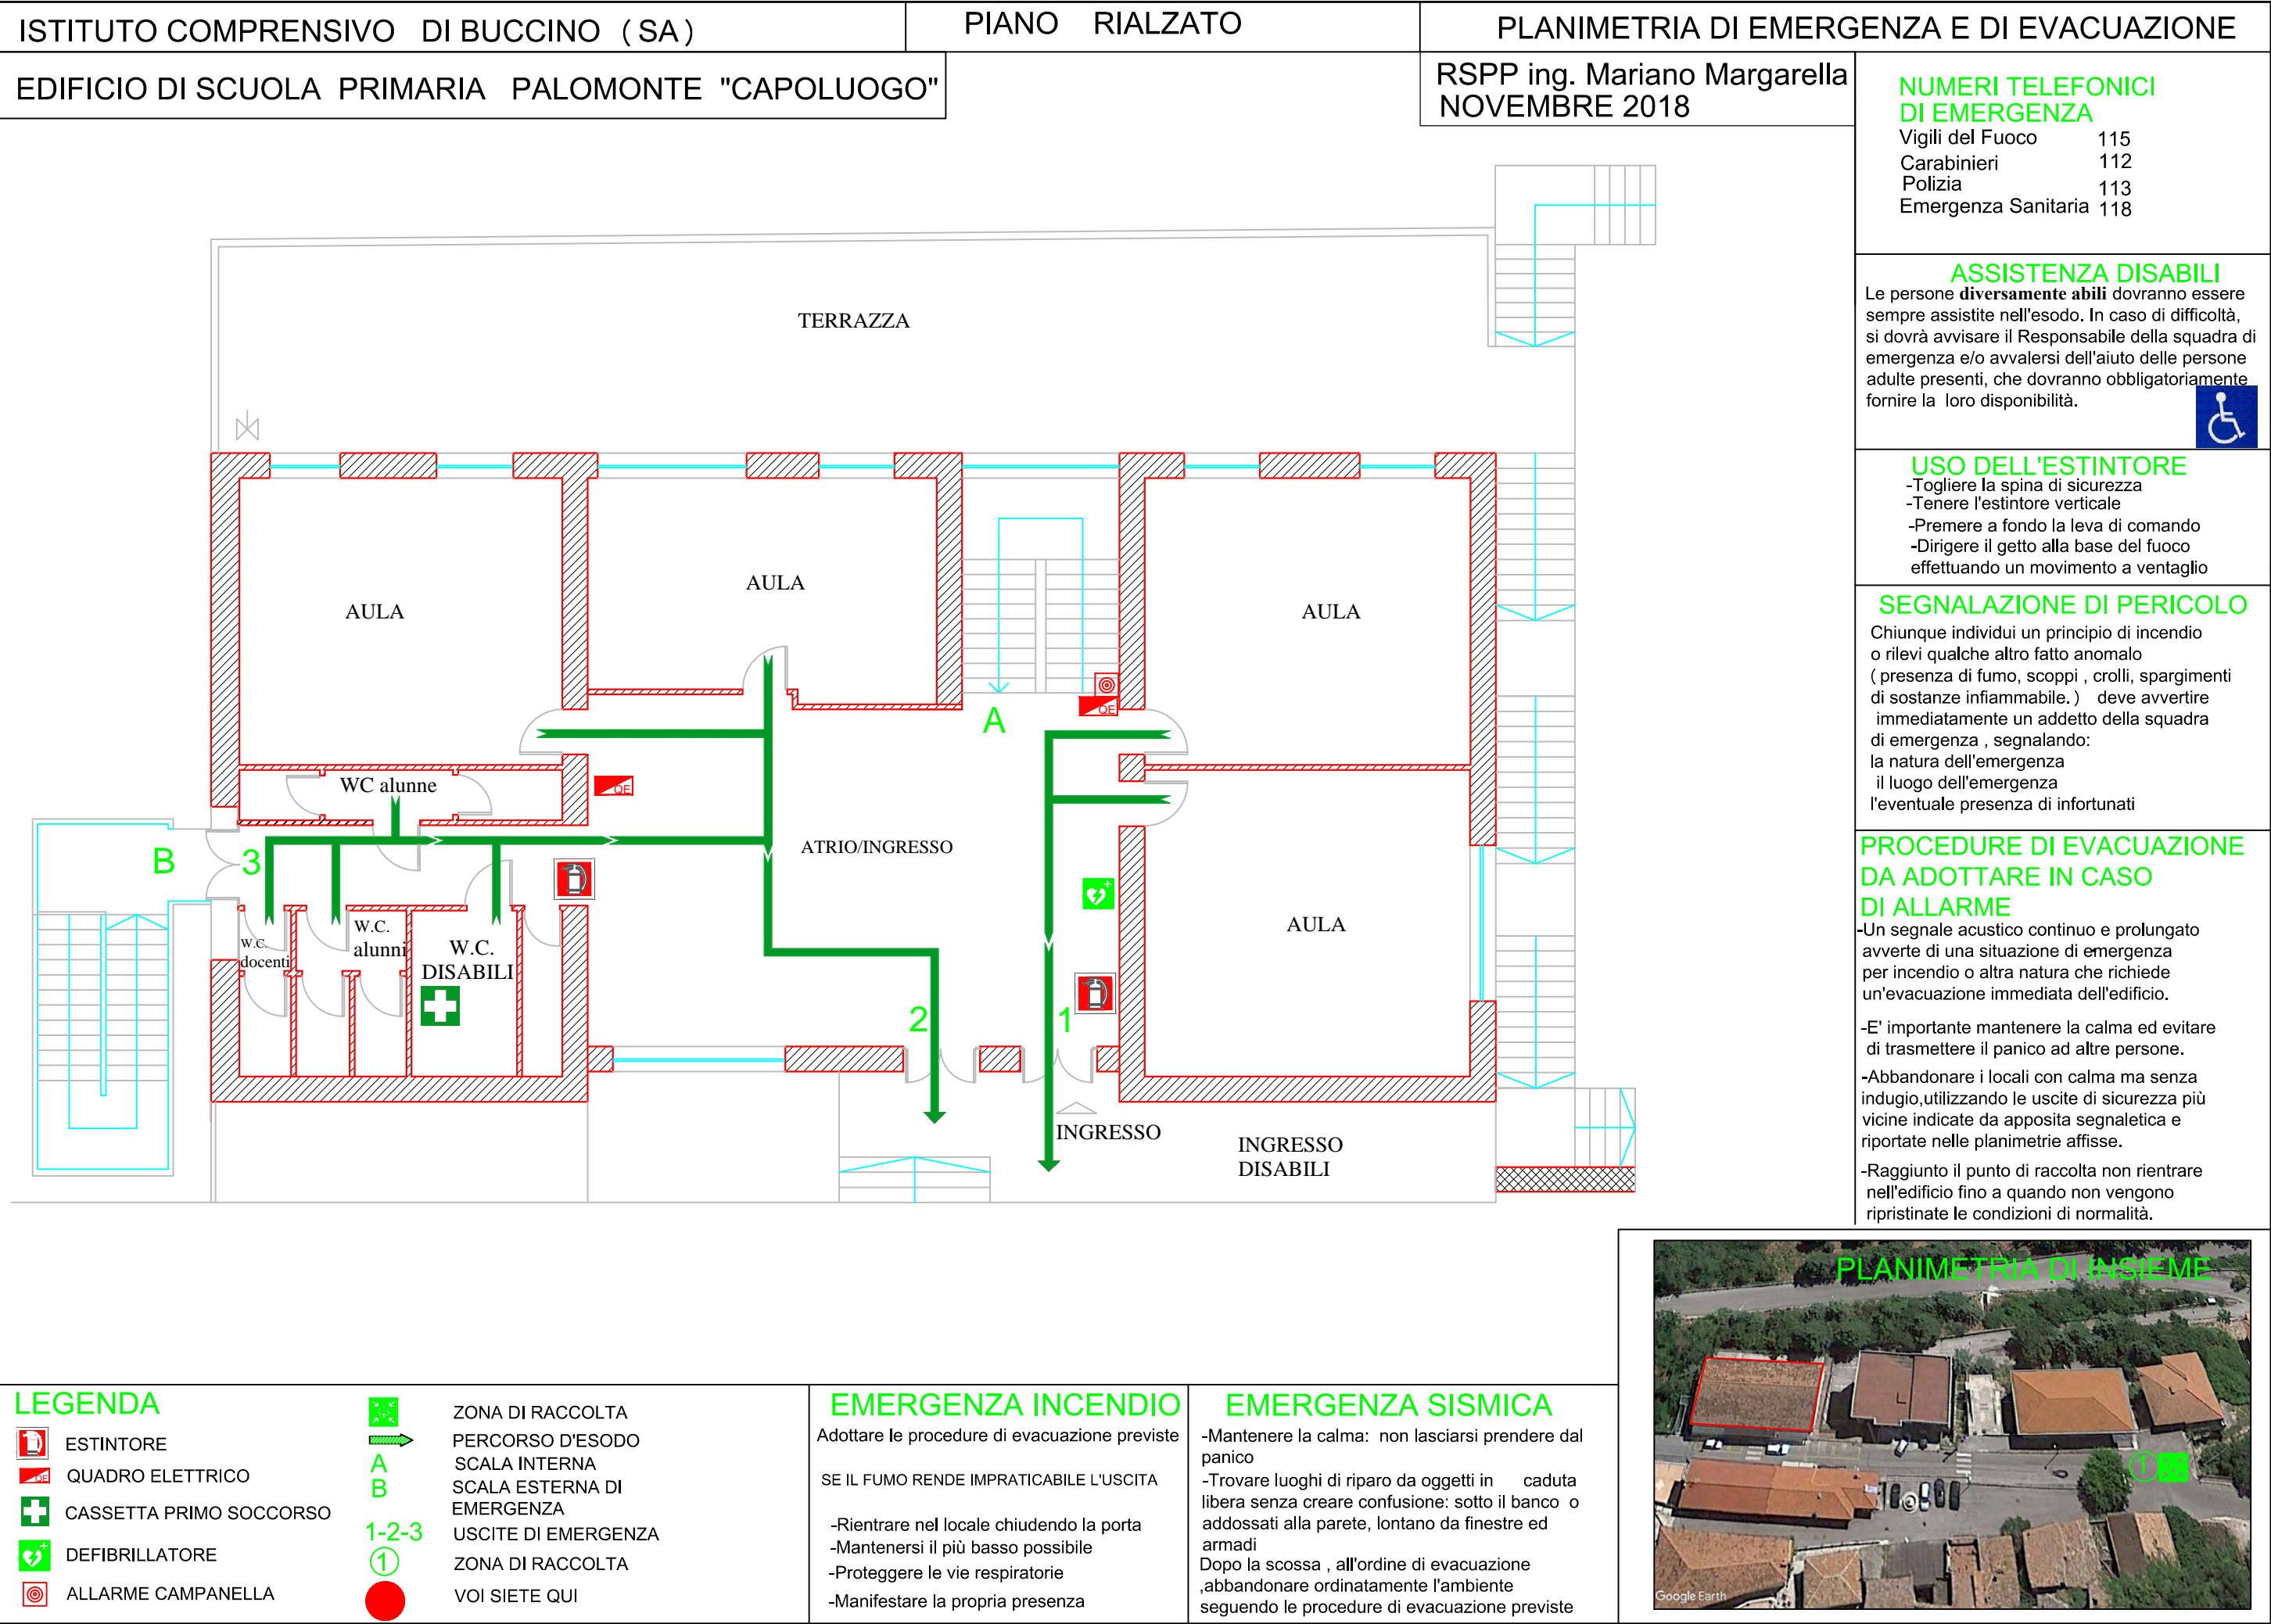 ISTITUTO COMPRENSIVO DI BUCCINO ( SA )
PIANO RIALZATO
PLANIMETRIA DI EMERGENZA E DI EVACUAZIONE
EDIFICIO DI SCUOLA PRIMARIA PALOMONTE "CAPOLUOGO"
RSPP ing. Mariano Margarella
NOVEMBRE 2018
NUMERI TELEFONICI
DI EMERGENZA
Vigili del Fuoco 115
Carabinieri 112
Polizia 113
Emergenza Sanitaria 118
ASSISTENZA DISABILI
Le persone diversamente abili dovranno essere
sempre assistite nell'esodo. In caso di difficoltà,
si dovrà avvisare il Responsabile della squadra di
emergenza e/o avvalersi dell'aiuto delle persone
adulte presenti, che dovranno obbligatoriamente
fornire la loro disponibilità.
USO DELL'ESTINTORE
-Togliere la spina di sicurezza
-Tenere l'estintore verticale
-Premere a fondo la leva di comando
-Dirigere il getto alla base del fuoco
effettuando un movimento a ventaglio
SEGNALAZIONE DI PERICOLO
Chiunque individui un principio di incendio
o rilevi qualche altro fatto anomalo
( presenza di fumo, scoppi , crolli, spargimenti
di sostanze infiammabile. ) deve avvertire
immediatamente un addetto della squadra
di emergenza , segnalando:
la natura dell'emergenza
il luogo dell'emergenza
l'eventuale presenza di infortunati
PROCEDURE DI EVACUAZIONE
DA ADOTTARE IN CASO
DI ALLARME
-Un segnale acustico continuo e prolungato
avverte di una situazione di emergenza
per incendio o altra natura che richiede
un'evacuazione immediata dell'edificio.
-E' importante mantenere la calma ed evitare
di trasmettere il panico ad altre persone.
-Abbandonare i locali con calma ma senza
indugio,utilizzando le uscite di sicurezza più
vicine indicate da apposita segnaletica e
riportate nelle planimetrie affisse.
-Raggiunto il punto di raccolta non rientrare
nell'edificio fino a quando non vengono
ripristinate le condizioni di normalità.
TERRAZZA
AULA
AULA
AULA
A
QE
WC alunne
QE
B
3
ATRIO/INGRESSO
AULA
W.C.
docenti
W.C.
alunni
W.C.
DISABILI
2
1
INGRESSO
INGRESSO
DISABILI
PLANIMETRIA DI INSIEME
1
Google Earth
LEGENDA
ESTINTORE
QE QUADRO ELETTRICO
CASSETTA PRIMO SOCCORSO
DEFIBRILLATORE
ALLARME CAMPANELLA
ZONA DI RACCOLTA
PERCORSO D'ESODO
A SCALA INTERNA
B SCALA ESTERNA DI
EMERGENZA
1-2-3 USCITE DI EMERGENZA
1 ZONA DI RACCOLTA
VOI SIETE QUI
EMERGENZA INCENDIO
Adottare le procedure di evacuazione previste
SE IL FUMO RENDE IMPRATICABILE L'USCITA
-Rientrare nel locale chiudendo la porta
-Mantenersi il più basso possibile
-Proteggere le vie respiratorie
-Manifestare la propria presenza
EMERGENZA SISMICA
-Mantenere la calma: non lasciarsi prendere dal
panico
-Trovare luoghi di riparo da oggetti in caduta
libera senza creare confusione: sotto il banco o
addossati alla parete, lontano da finestre ed
armadi
Dopo la scossa , all'ordine di evacuazione
,abbandonare ordinatamente l'ambiente
seguendo le procedure di evacuazione previste